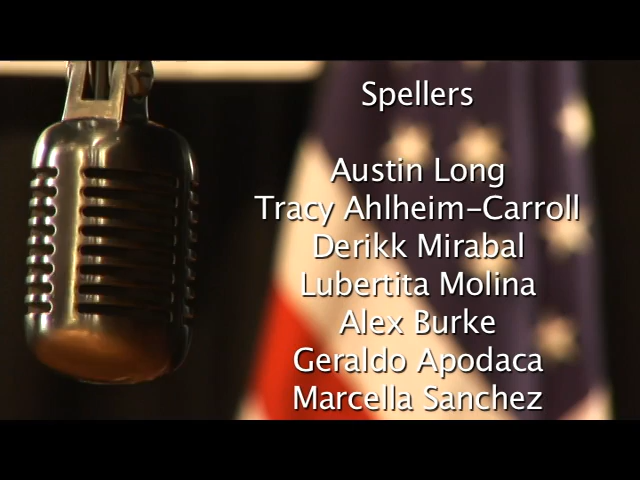 Spellers
Austin Long
Tracy Ahlheim-Carroll
Derikk Mirabal
Lubertita Molina
Alex Burke
Geraldo Apodaca
Marcella Sanchez